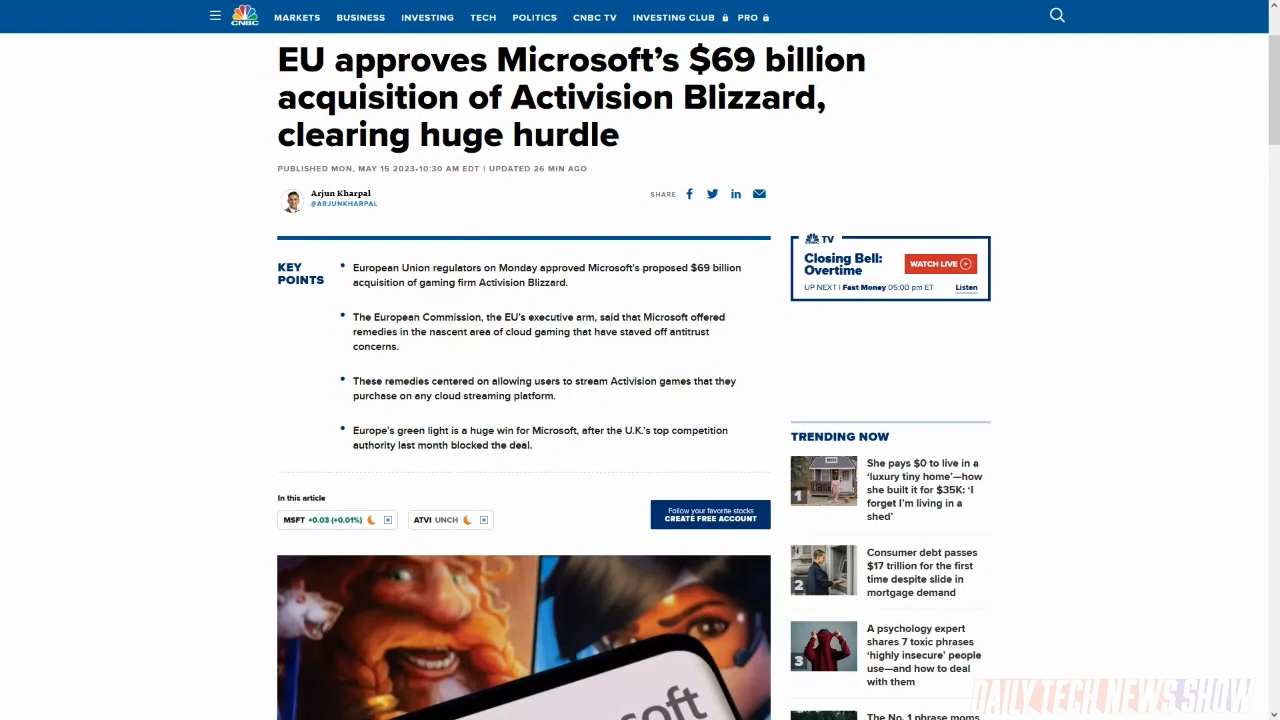 CNBC
MARKETS BUSINESS INVESTING TECH POLITICS CNBC TV INVESTING CLUB PRO
EU approves Microsoft's $69 billion
acquisition of Activision Blizzard,
clearing huge hurdle
PUBLISHED MON, MAY 15 2023•10:30 AM EDT | UPDATED 26 MIN AGO
Arjun Kharpal
@ARJUNKHARPAL
SHARE
KEY
POINTS
• European Union regulators on Monday approved Microsoft's proposed $69 billion
acquisition of gaming firm Activision Blizzard.
• The European Commission, the EU's executive arm, said that Microsoft offered
remedies in the nascent area of cloud gaming that have staved off antitrust
concerns.
• These remedies centered on allowing users to stream Activision games that they
purchase on any cloud streaming platform.
• Europe's green light is a huge win for Microsoft, after the U.K.'s top competition
authority last month blocked the deal.
In this article
MSFT +0.03 (+0.01%)
ATVI UNCH
Follow your favorite stocks
CREATE FREE ACCOUNT
soft
TV
Closing Bell:
Overtime
WATCH LIVE
UP NEXT | Fast Money 05:00 pm ET
Listen
TRENDING NOW
1
She pays $0 to live in a
‘luxury tiny home’—how
she built it for $35K: ‘I
forget I’m living in a
shed’
2
Consumer debt passes
$17 trillion for the first
time despite slide in
mortgage demand
3
A psychology expert
shares 7 toxic phrases
‘highly insecure’ people
use—and how to deal
with them
The No. 1 phrase moms
DAILY TECH NEWS SHOW